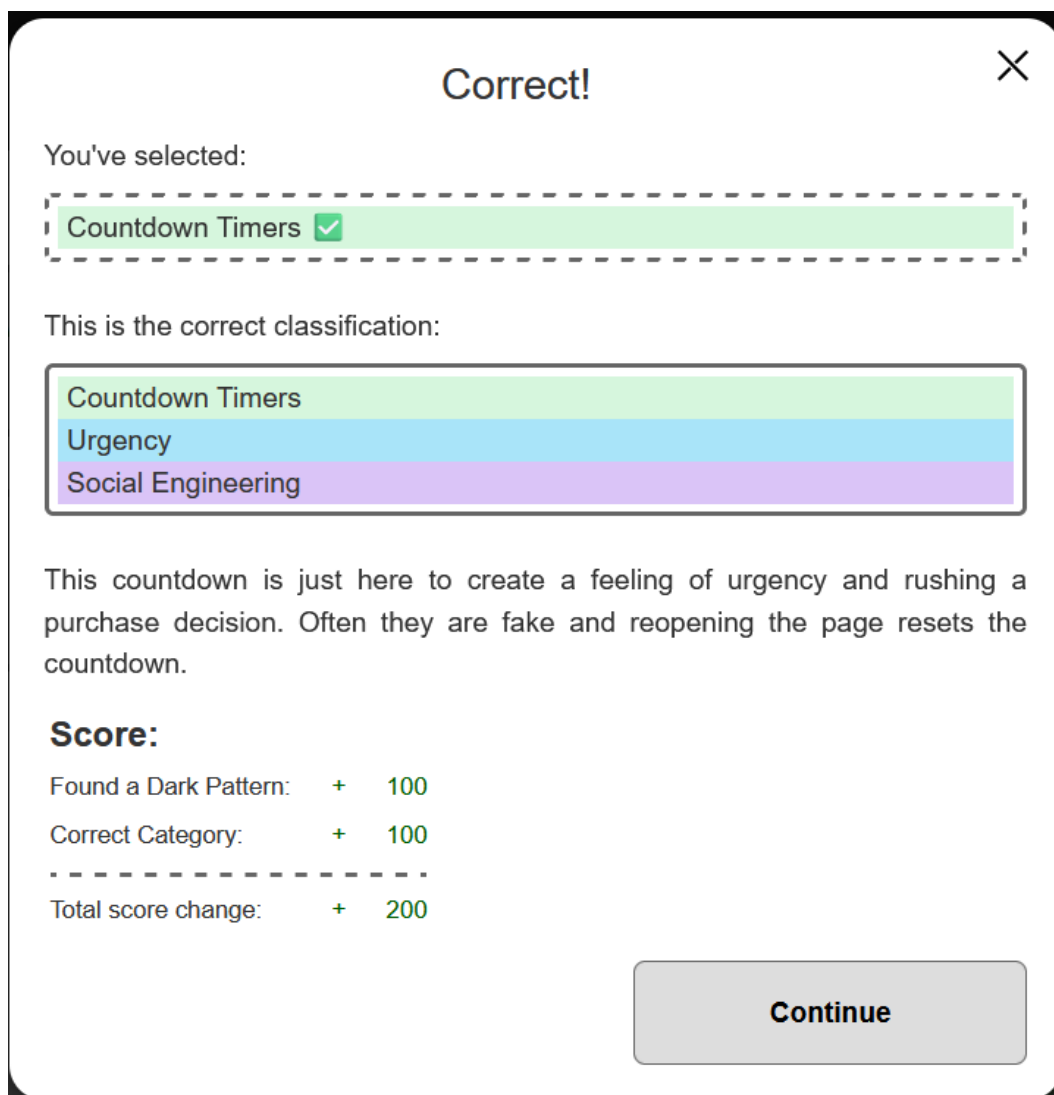 Correct!
You've selected:
Countdown Timers ✅
This is the correct classification:
Countdown Timers
Urgency
Social Engineering
This countdown is just here to create a feeling of urgency and rushing a
purchase decision. Often they are fake and reopening the page resets the
countdown.
Score:
Found a Dark Pattern: + 100
Correct Category: + 100
Total score change: + 200
Continue